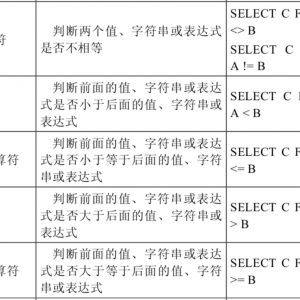 符
判断两个值、字符串或表达式
是否不相等
SELECT C F
<> B
SELECT C
A != B
判断前面的值、字符串或表达
式是否小于后面的值、字符串或
表达式
SELECT C
A < B
算符
判断前面的值、字符串或表达
式是否小于等于后面的值、字符
串或表达式
SELECT C F
<= B
判断前面的值、字符串或表达
式是否大于后面的值、字符串或
表达式
SELECT C F
> B
算符
判断前面的值、字符串或表达
式是否大于等于后面的值、字符
串或表达式
SELECT C F
>= B